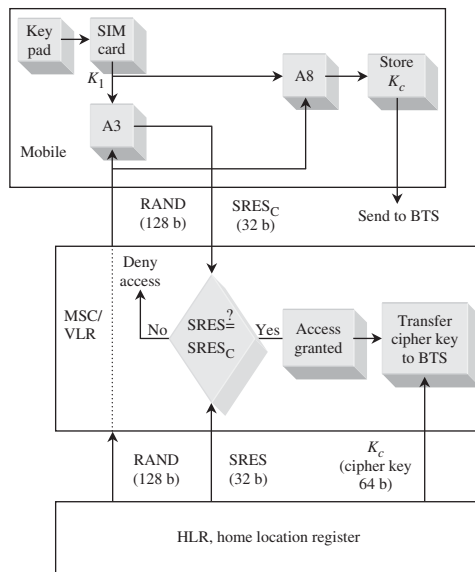 Key
pad
SIM
card
K1
A8
Store
Kc
A3
Mobile
RAND
(128 b)
SRESC
(32 b)
Send to BTS
Deny
access
MSC/
VLR
No
?
SRES=
SRESC
Yes
Access
granted
Transfer
cipher key
to BTS
RAND
(128 b)
SRES
(32 b)
Kc
(cipher key
64 b)
HLR, home location register